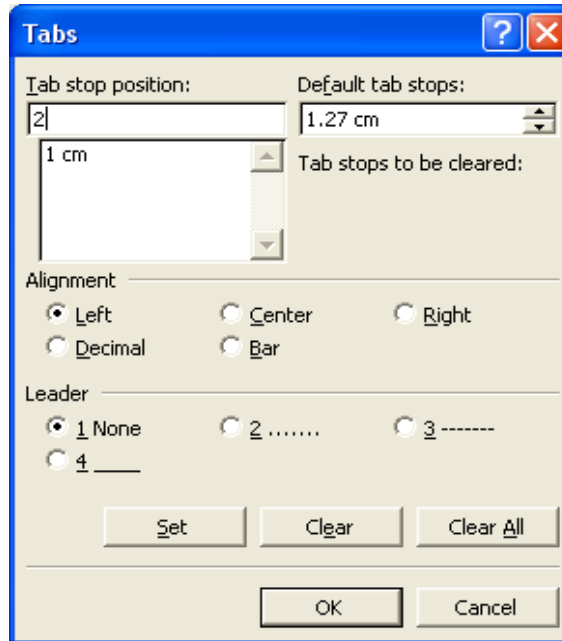 Tabs
Tab stop position: Default tab stops:
2 1.27 cm
1 cm
Tab stops to be cleared:
Alignment
Left Center Right
Decimal Bar
Leader
1 None 2 ....... 3 -------
4 ____
Set Clear Clear All
OK Cancel